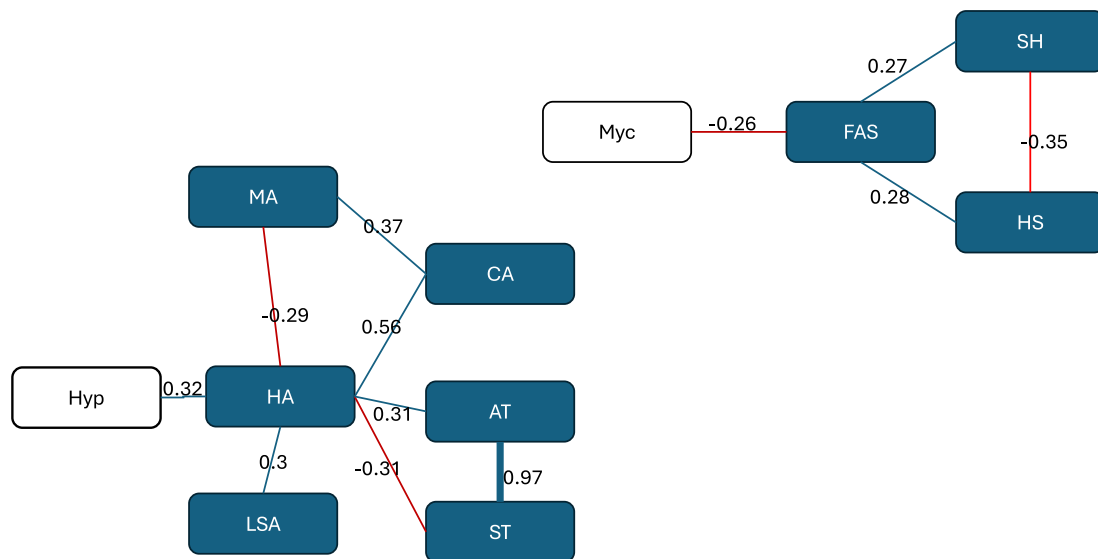 SH
0.27
Myc
-0.26
FAS
-0.35
0.28
HS
MA
0.37
CA
-0.29
0.56
Hyp
0.32
HA
AT
0.31
0.3
-0.31
0.97
LSA
ST